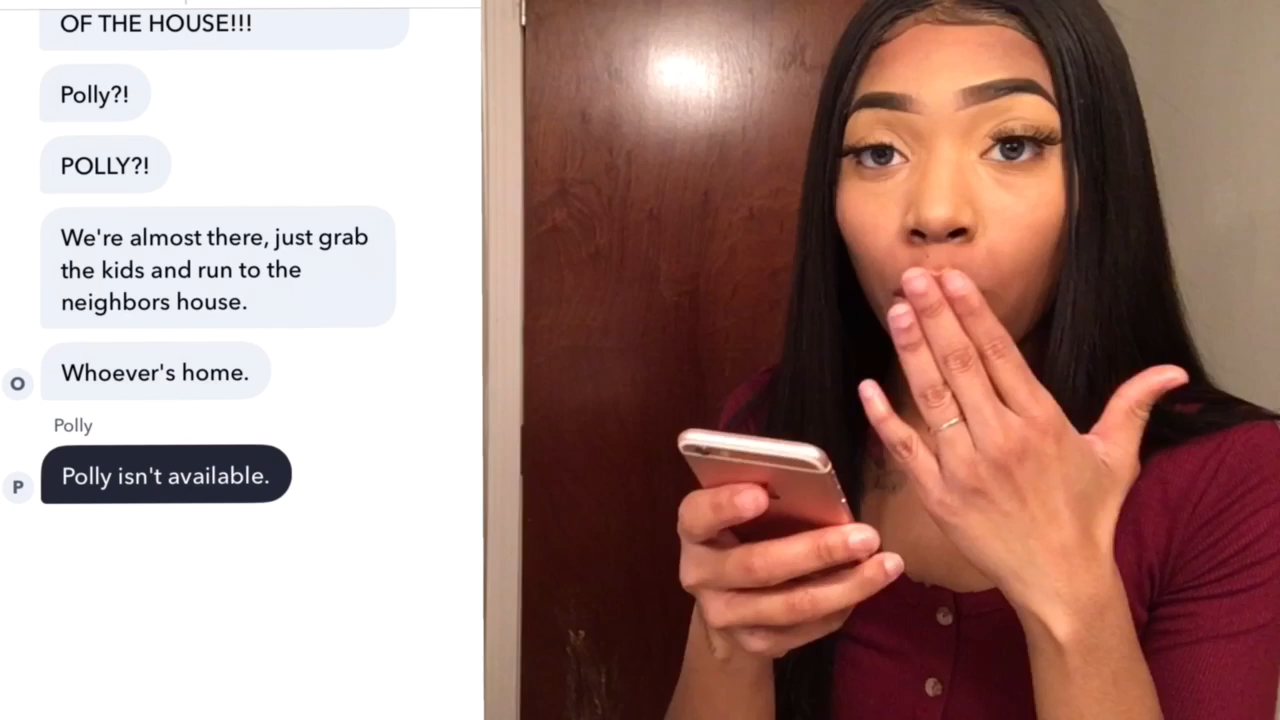 OF THE HOUSE!!!
Polly?!
POLLY?!
We're almost there, just grab
the kids and run to the
neighbors house.
O
Whoever's home.
Polly
P
Polly isn't available.